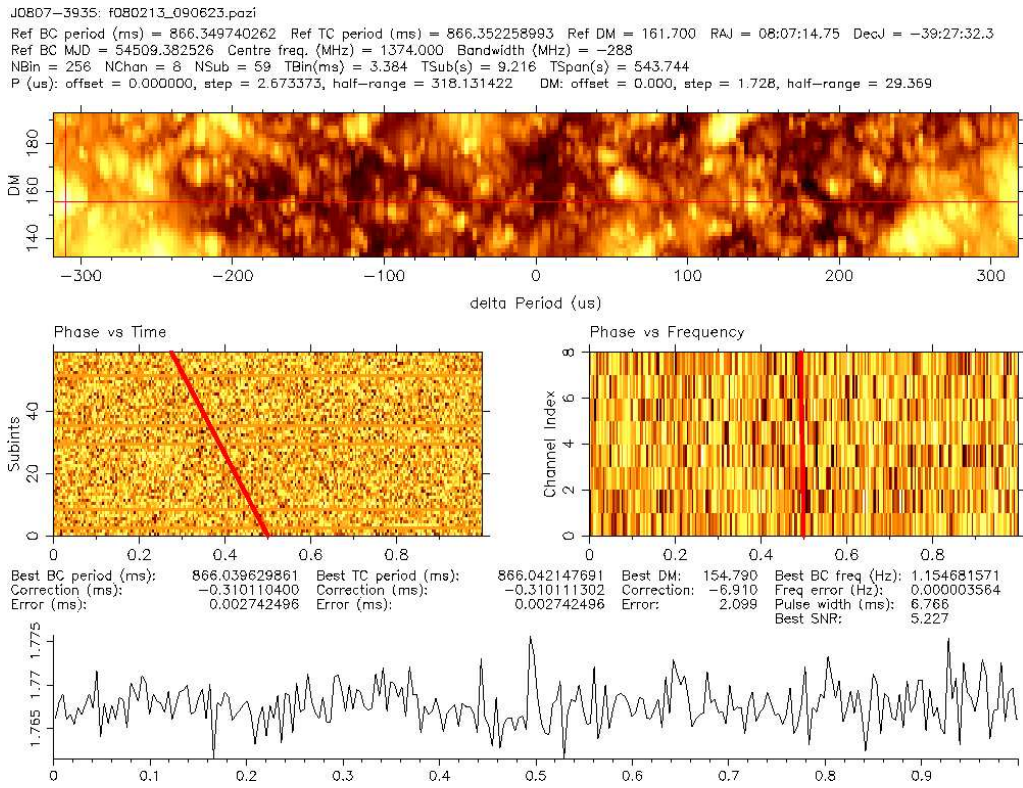 J0807-3935: f080213_090623.pazi
Ref BC period (ms) = 866.349740262 Ref TC period (ms) = 866.352258993 Ref DM = 161.700 RAJ = 08:07:14.75 DecJ = -39:27:32.3
Ref BC MJD = 54509.382526 Centre freq. (MHz) = 1374.000 Bandwidth (MHz) = -288
NBin = 256 NChan = 8 NSub = 59 TBin(ms) = 3.384 TSub(s) = 9.216 TSpan(s) = 543.744
P (us): offset = 0.000000, step = 2.673373, half-range = 318.131422 DM: offset = 0.000, step = 1.728, half-range = 29.369
180
160
140
DM
-300 -200 -100 0 100 200 300
delta Period (us)
Phase vs Time
40
20
0
Subints
0 0.2 0.4 0.6 0.8
Phase vs Frequency
8
6
4
2
0
Channel Index
0 0.2 0.4 0.6 0.8
Best BC period (ms): 866.039629861 Best TC period (ms): 866.042147691 Best DM: 154.790 Best BC freq (Hz): 1.154681571
Correction (ms): -0.310110400 Correction (ms): -0.310111302 Correction: -6.910 Freq error (Hz): 0.000003564
Error (ms): 0.002742496 Error (ms): 0.002742496 Error: 2.099 Pulse width (ms): 6.766
Best SNR: 5.227
1.775
1.77
1.765
0 0.1 0.2 0.3 0.4 0.5 0.6 0.7 0.8 0.9